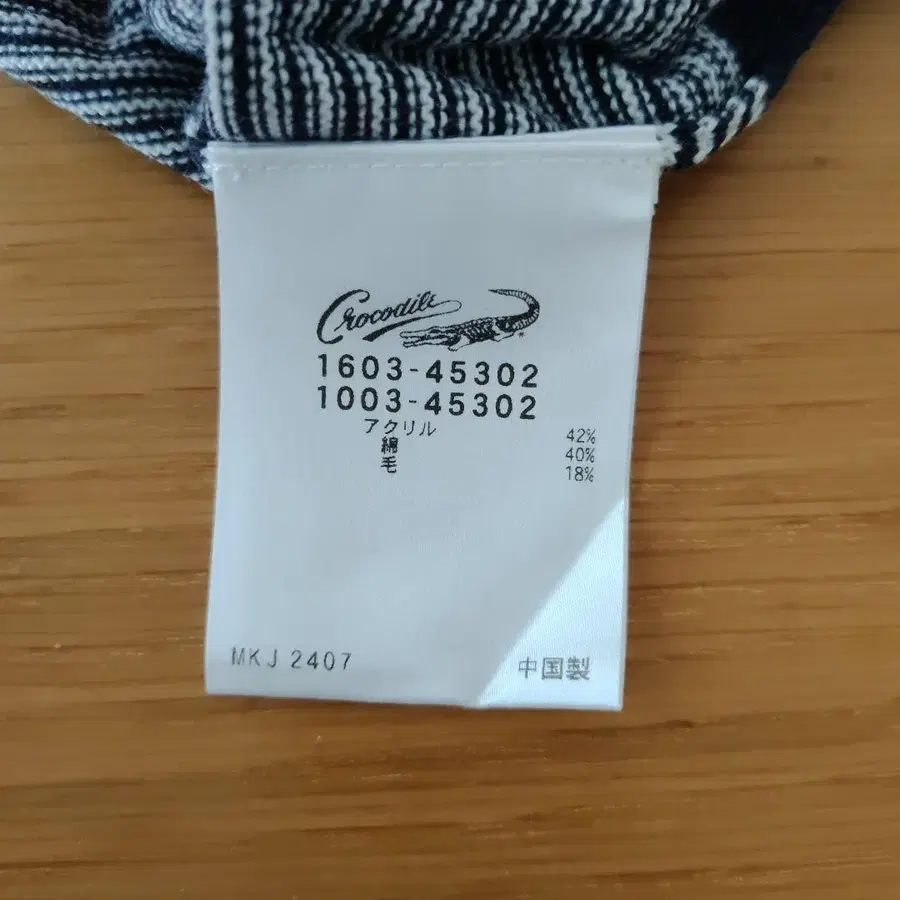 Crocodile
1603-45302
1003-45302
アクリル 42%
綿 40%
毛 18%
MKJ 2407 中国製